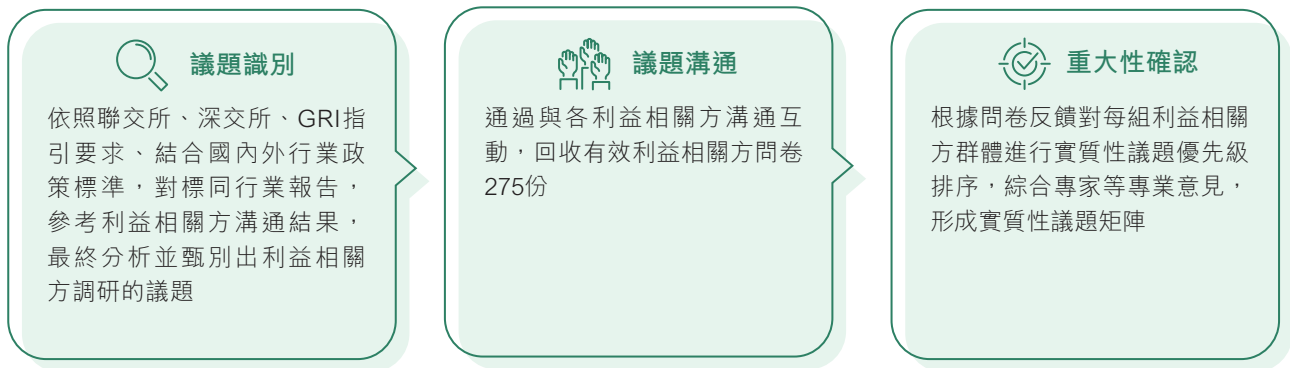 議題識別
依照聯交所、深交所、GRI指
引要求、結合國內外行業政
策標準，對標同行業報告，
參考利益相關方溝通結果，
最終分析並甄別出利益相關
方調研的議題
議題溝通
通過與各利益相關方溝通互
動，回收有效利益相關方問卷
275份
重大性確認
根據問卷反饋對每組利益相關
方群體進行實質性議題優先級
排序，綜合專家等專業意見，
形成實質性議題矩陣